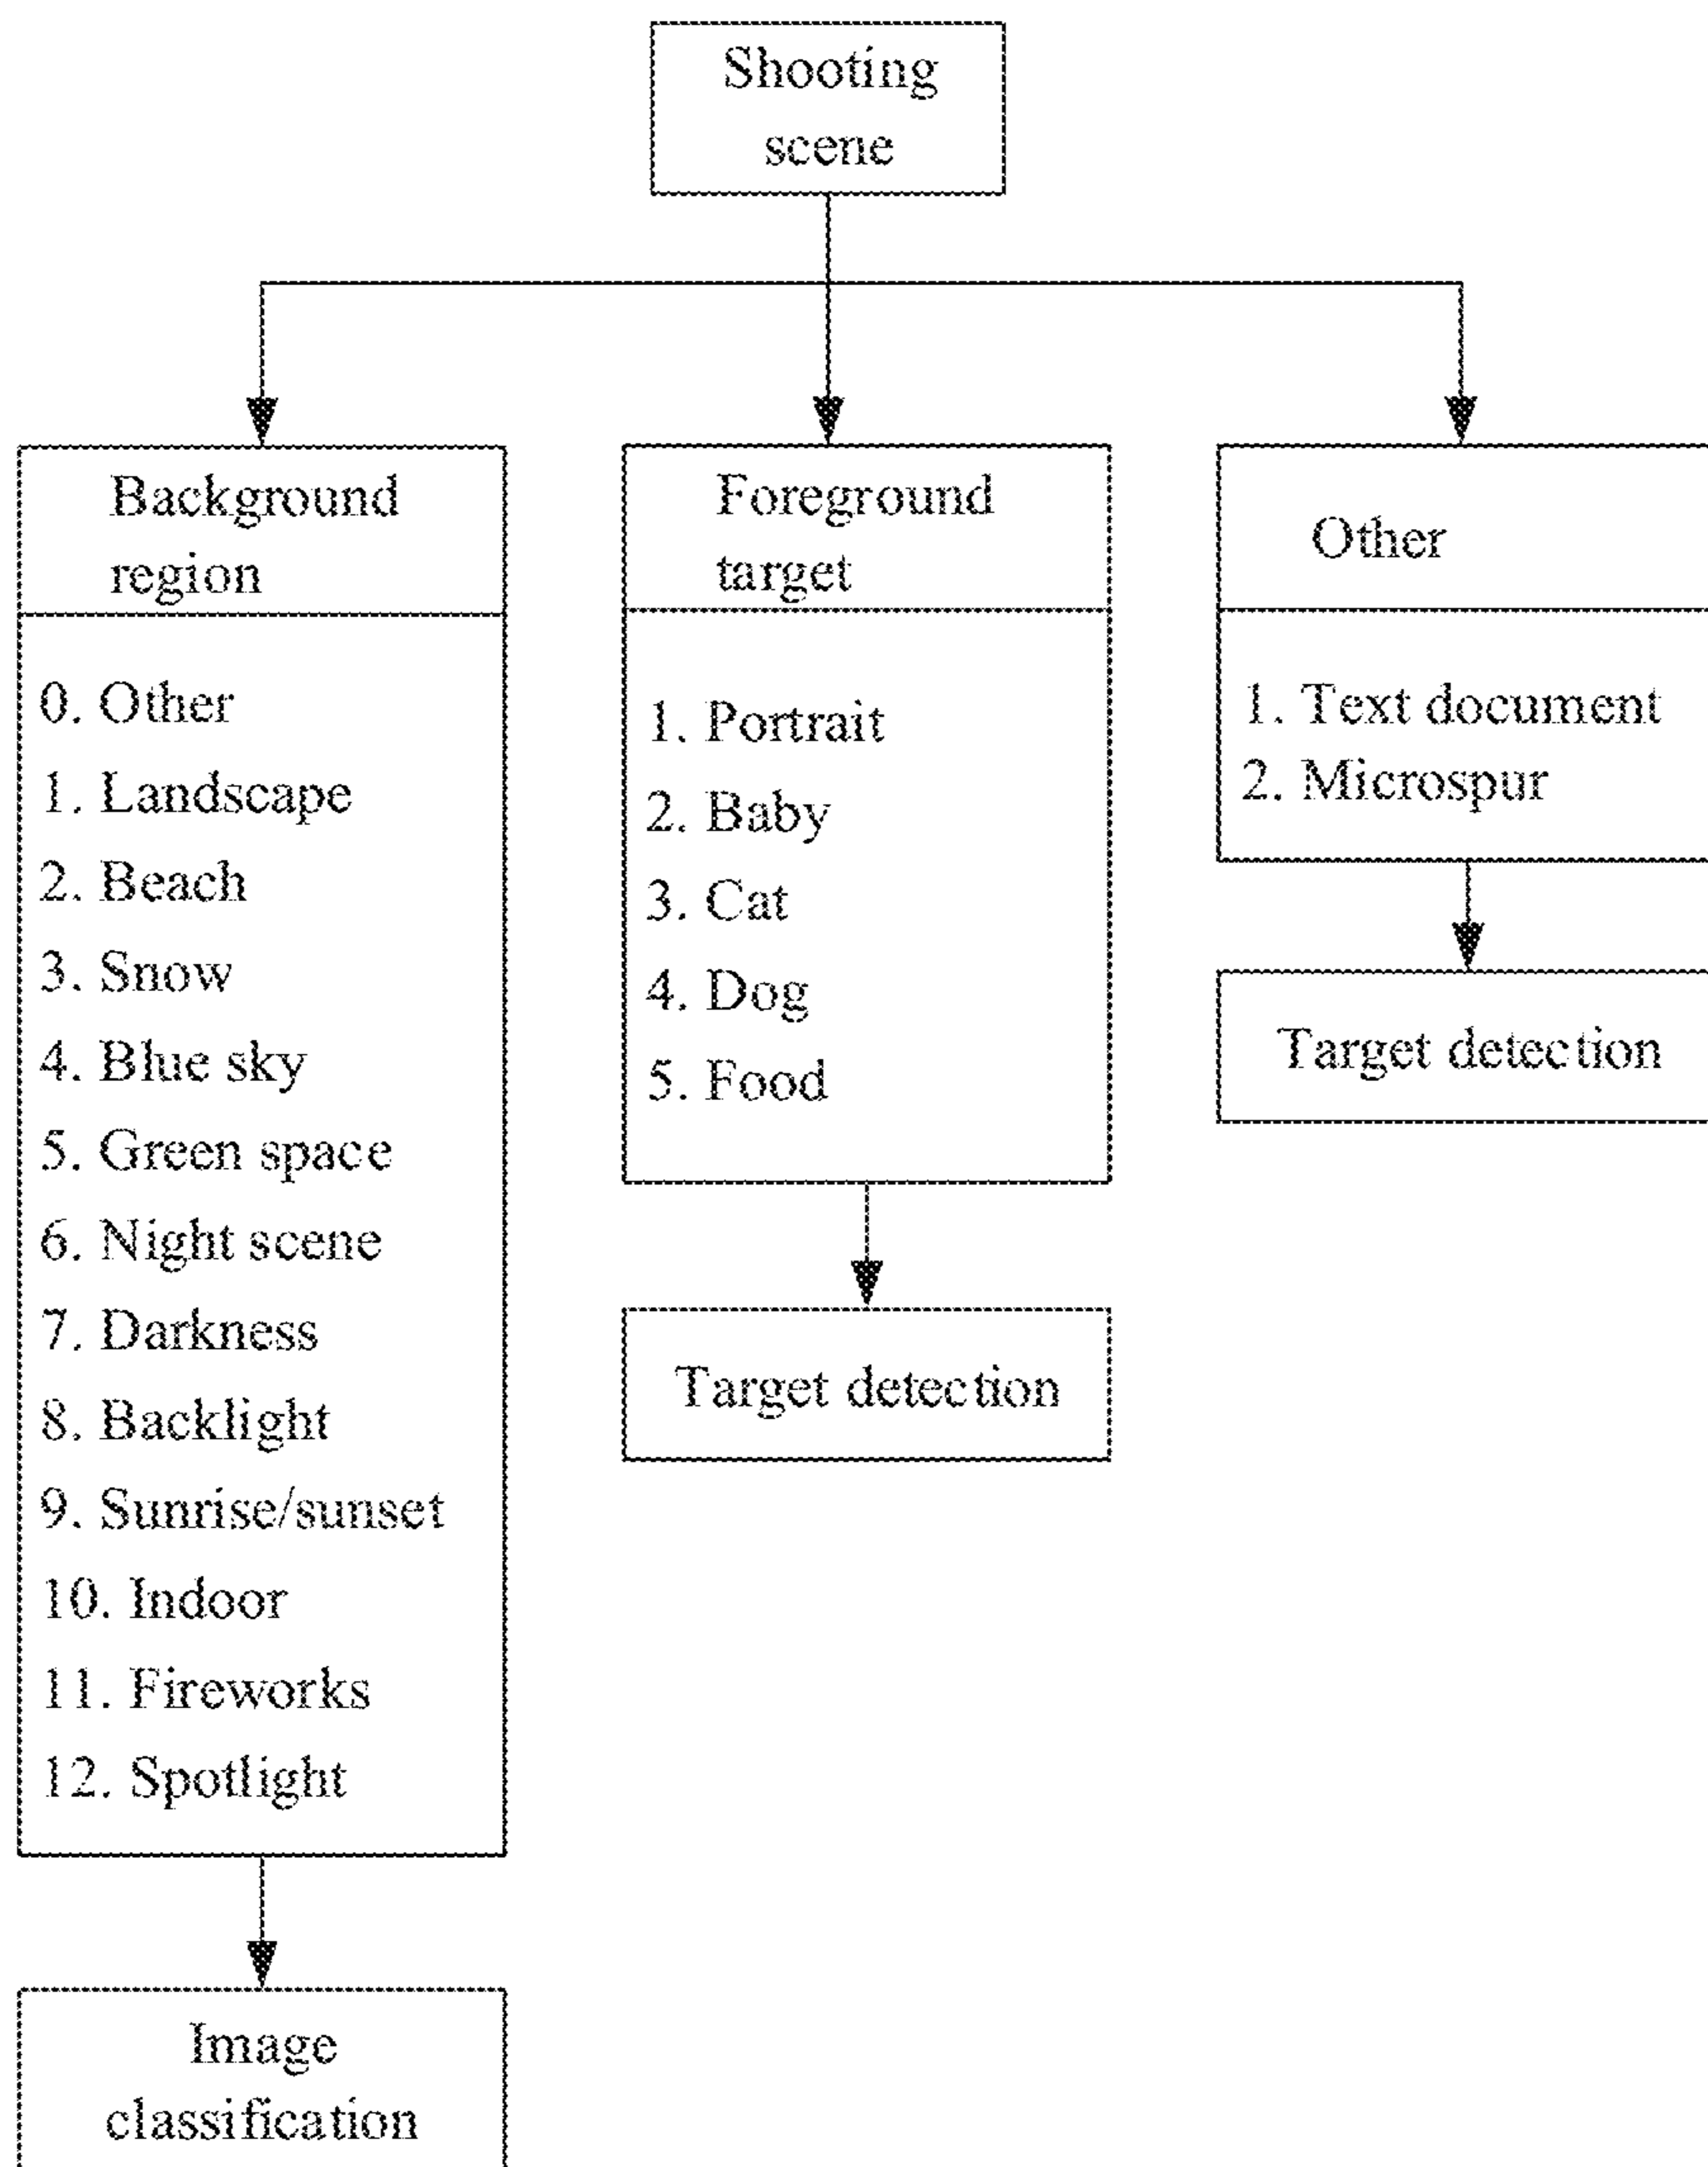 Shooting
scene
Background
region
0. Other
1. Landscape
2. Beach
3. Snow
4. Blue sky
5. Green space
6. Night scene
7. Darkness
8. Backlight
9. Sunrise/sunset
10. Indoor
11. Fireworks
12. Spotlight
Image
classification
Foreground
target
1. Portrait
2. Baby
3. Cat
4. Dog
5. Food
Target detection
Other
1. Text document
2. Microspur
Target detection